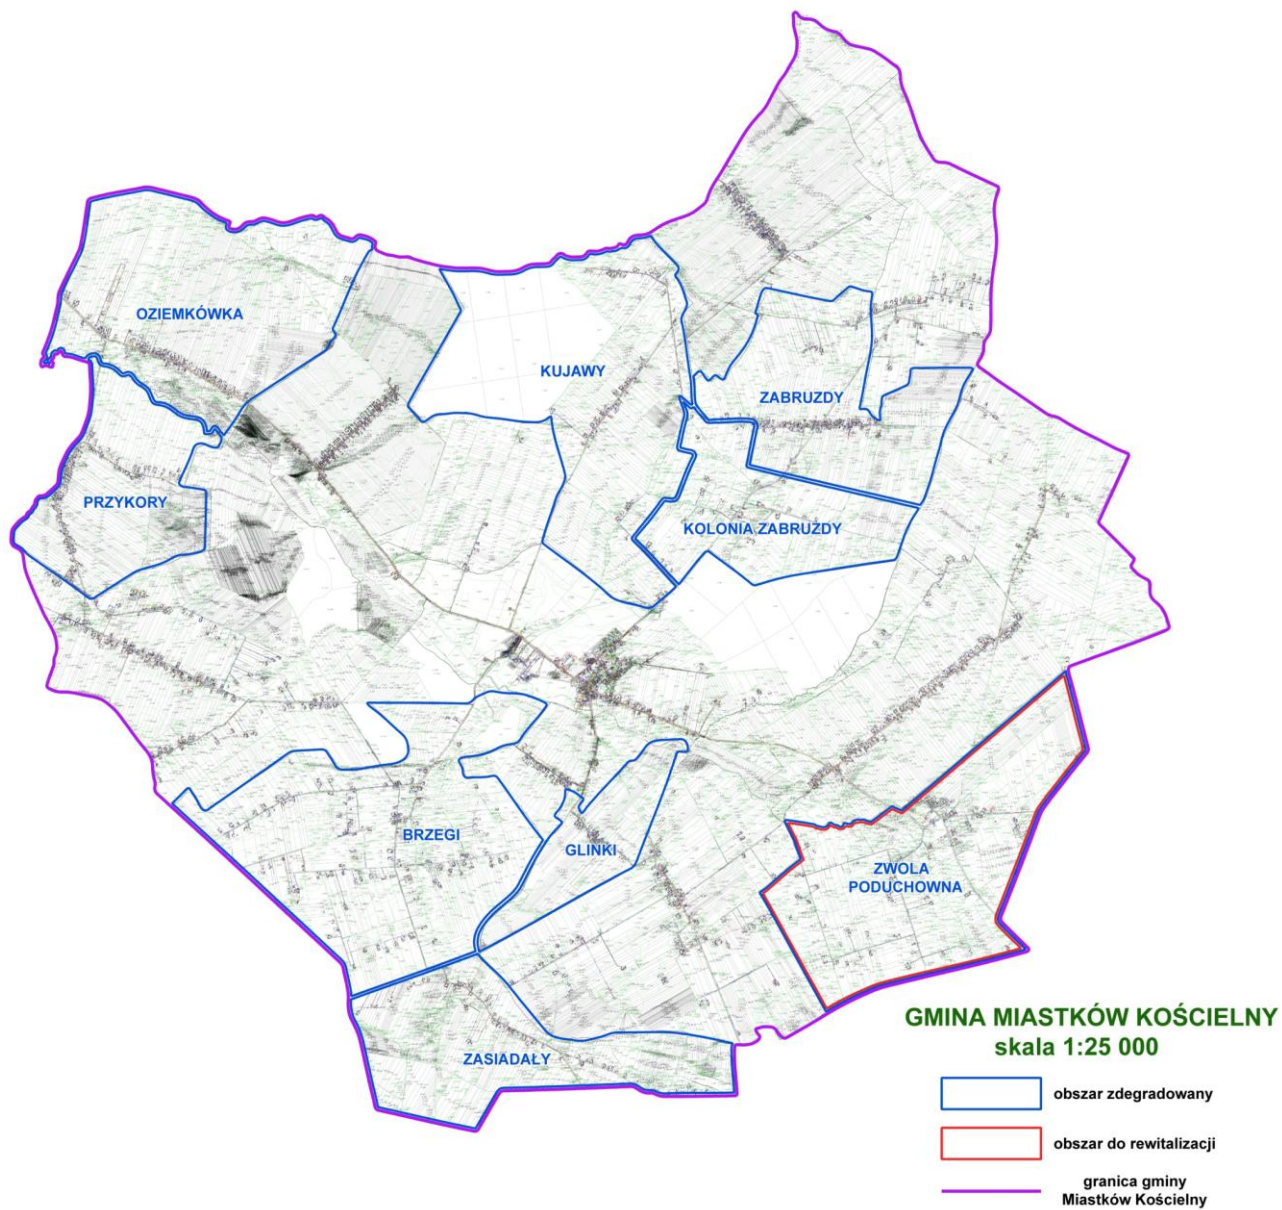 OZIEMKÓWKA
KUJAWY
ZABRUZDY
PRZYKORY
KOLONIA ZABRUZDY
BRZEGI
GLINKI
ZWOLA
PODUCHOWNA
ZASIADAŁY
GMINA MIASTKÓW KOŚCIELNY
skala 1:25 000
obszar zdegradowany
obszar do rewitalizacji
granica gminy
Miastków Kościelny